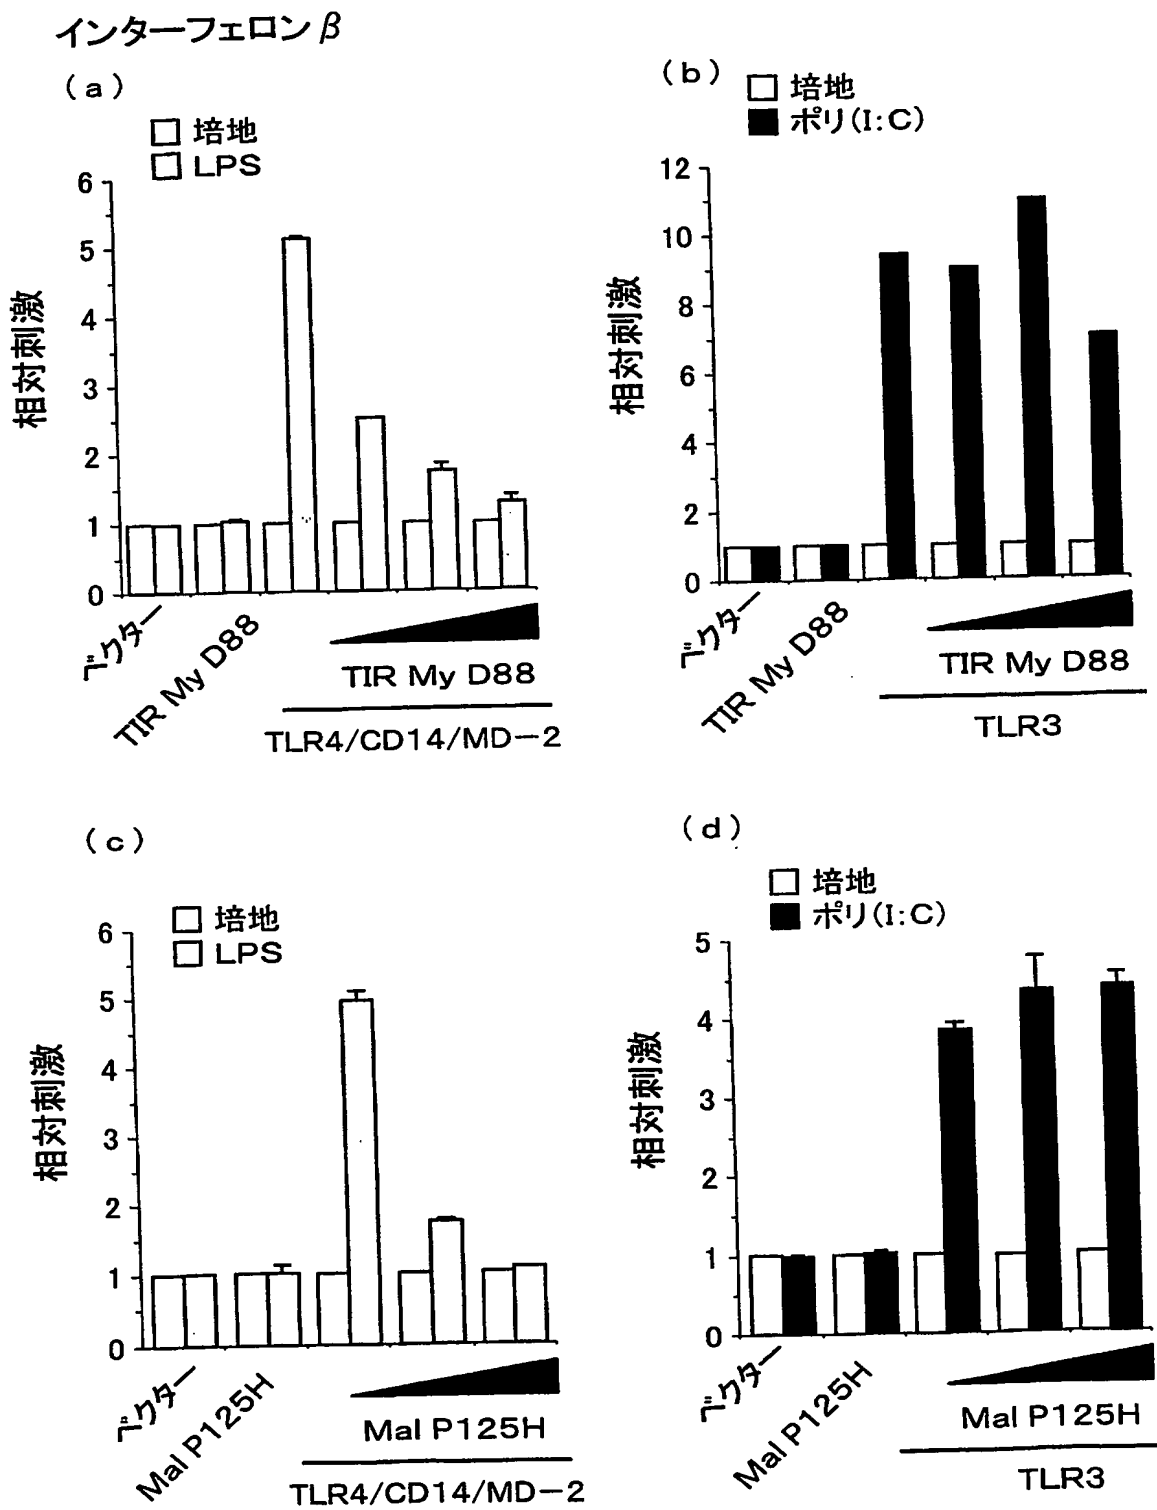 インターフェロンβ
(a)
培地
LPS
相対刺激
6
5
4
3
2
1
0
ベクター
TIR My D88
TIR My D88
TLR4/CD14/MD-2
(b)
培地
ポリ(I:C)
相対刺激
12
10
8
6
4
2
0
ベクター
TIR My D88
TIR My D88
TLR3
(c)
培地
LPS
相対刺激
6
5
4
3
2
1
0
ベクター
Mal P125H
Mal P125H
TLR4/CD14/MD-2
(d)
培地
ポリ(I:C)
相対刺激
5
4
3
2
1
0
ベクター
Mal P125H
Mal P125H
TLR3